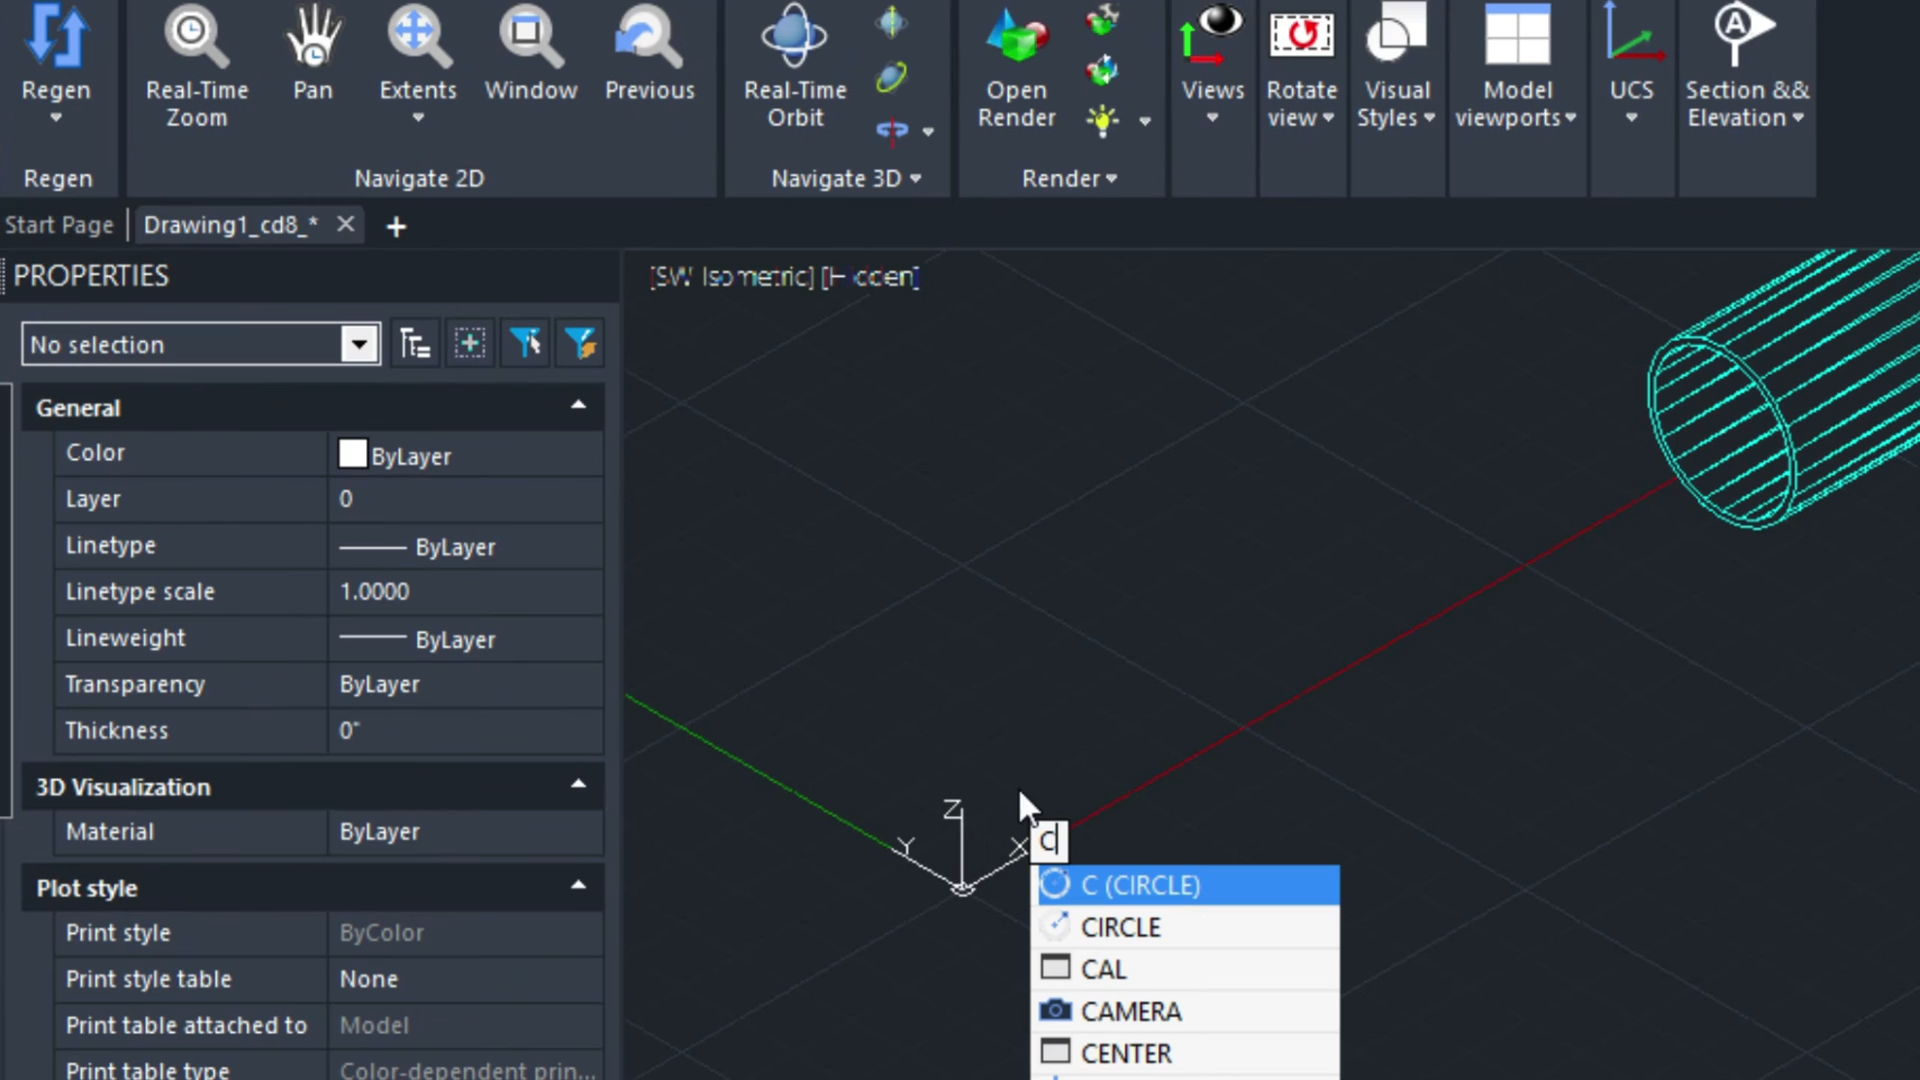 Regen
Real-Time
Zoom
Pan
Extents
Window
Previous
Real-Time
Orbit
Open
Render
Views
Rotate
view
Visual
Styles
Model
viewports
UCS
Section &&
Elevation
Regen
Navigate 2D
Navigate 3D
Render
Start Page
Drawing1_cd8_*
PROPERTIES
[SW Isometric] [Hidden]
No selection
General
Color ByLayer
Layer 0
Linetype ByLayer
Linetype scale 1.0000
Lineweight ByLayer
Transparency ByLayer
Thickness 0"
3D Visualization
Material ByLayer
Plot style
Print style ByColor
Print style table None
Print table attached to Model
Print table type Color-dependent prin...
Z
Y
X
C
C (CIRCLE)
CIRCLE
CAL
CAMERA
CENTER